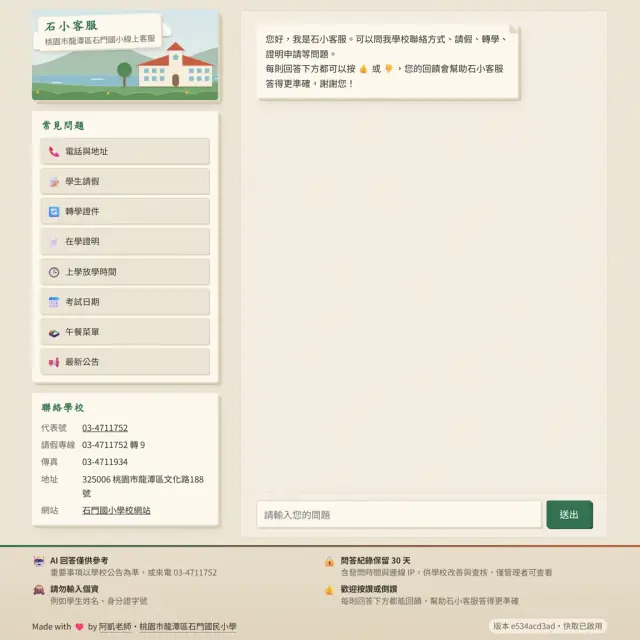 石小客服
桃園市龍潭區石門國小線上客服
常見問題
電話與地址
學生請假
轉學證件
在學證明
上學放學時間
考試日期
午餐菜單
最新公告
聯絡學校
代表號 03-4711752
請假專線 03-4711752 轉 9
傳真 03-4711934
地址 325006 桃園市龍潭區文化路188
號
網站 石門國小學校網站
您好,我是石小客服。可以問我學校聯絡方式、請假、轉學、
證明申請等問題。
每則回答下方都可以按 👍 或 👎,您的回饋會幫助石小客服
答得更準確,謝謝您!
請輸入您的問題
送出
AI 回答僅供參考
重要事項以學校公告為準,或來電 03-4711752
問答紀錄保留 30 天
含發問時間與連線 IP,供學校改善與查核,僅管理者可查看
請勿輸入個資
例如學生姓名、身分證字號
歡迎按讚或倒讚
每則回答下方都能回饋,幫助石小客服答得更準確
Made with ❤ by 阿凱老師・桃園市龍潭區石門國民小學
版本 e534acd3ad・快取已啟用